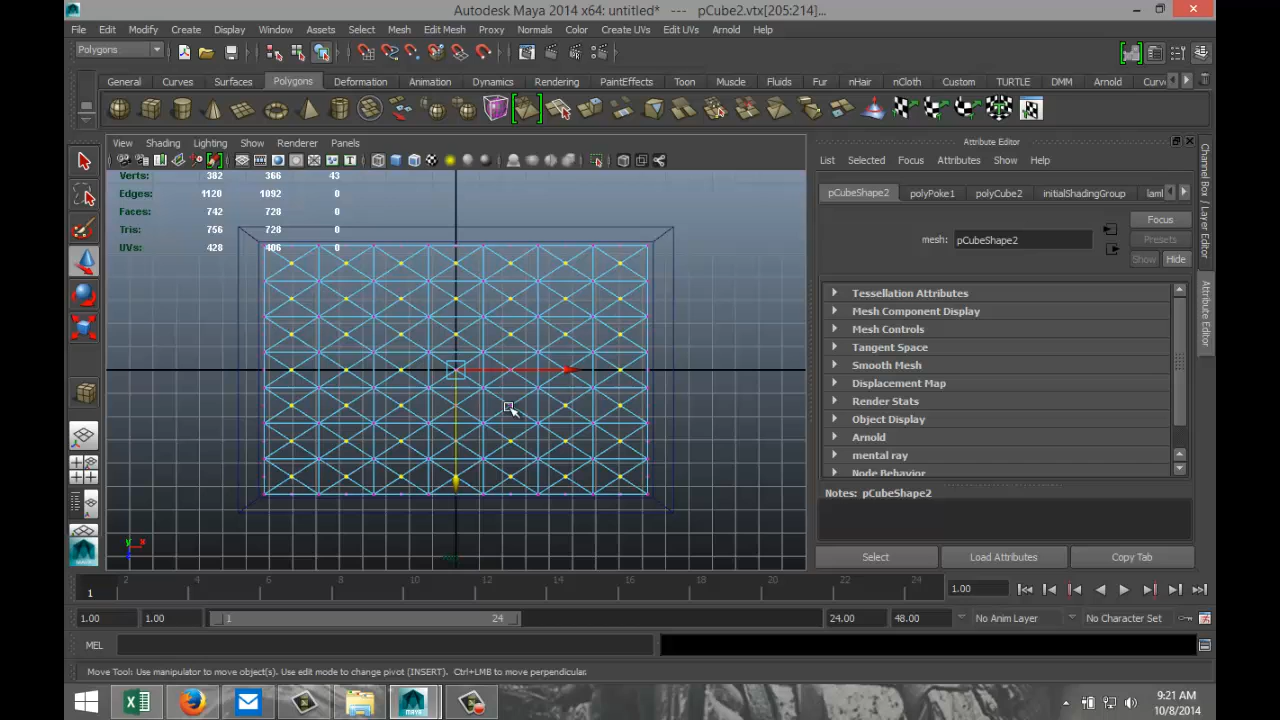 Autodesk Maya 2014 x64: untitled* --- pCube2.vtx[205:214]...
File Edit Modify Create Display Window Assets Select Mesh Edit Mesh Proxy Normals Color Create UVs Edit UVs Arnold Help
Polygons
General Curves Surfaces Polygons Deformation Animation Dynamics Rendering PaintEffects Toon Muscle Fluids Fur nHair nCloth Custom TURTLE DMM Arnold Curv
View Shading Lighting Show Renderer Panels
Verts: 382 366 43
Edges: 1120 1092 0
Faces: 742 728 0
Tris: 756 728 0
UVs: 428 406 0
y x
Attribute Editor
List Selected Focus Attributes Show Help
pCubeShape2 polyPoke1 polyCube2 initialShadingGroup laml
mesh: pCubeShape2
Focus
Presets
Show Hide
Tessellation Attributes
Mesh Component Display
Mesh Controls
Tangent Space
Smooth Mesh
Displacement Map
Render Stats
Object Display
Arnold
mental ray
Node Behavior
Notes: pCubeShape2
Select Load Attributes Copy Tab
Channel Box / Layer Editor
Attribute Editor
2 4 6 8 10 12 14 16 18 20 22 24
1
1.00
1.00 1.00 1 24 24.00 48.00 No Anim Layer No Character Set
MEL
Move Tool: Use manipulator to move object(s). Use edit mode to change pivot (INSERT). Ctrl+LMB to move perpendicular.
MAYA
9:21 AM
10/8/2014